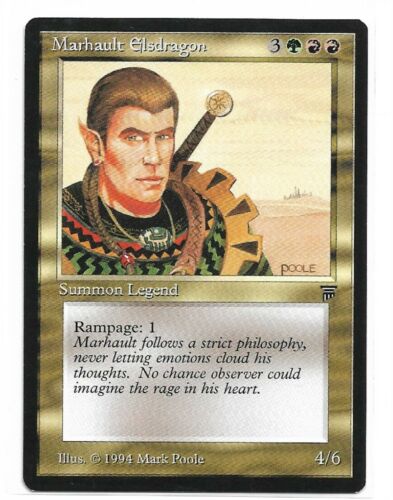 Marhault Elsdragon 3
POOLE
Summon Legend
Rampage: 1
Marhault follows a strict philosophy,
never letting emotions cloud his
thoughts. No chance observer could
imagine the rage in his heart.
Illus. © 1994 Mark Poole 4/6